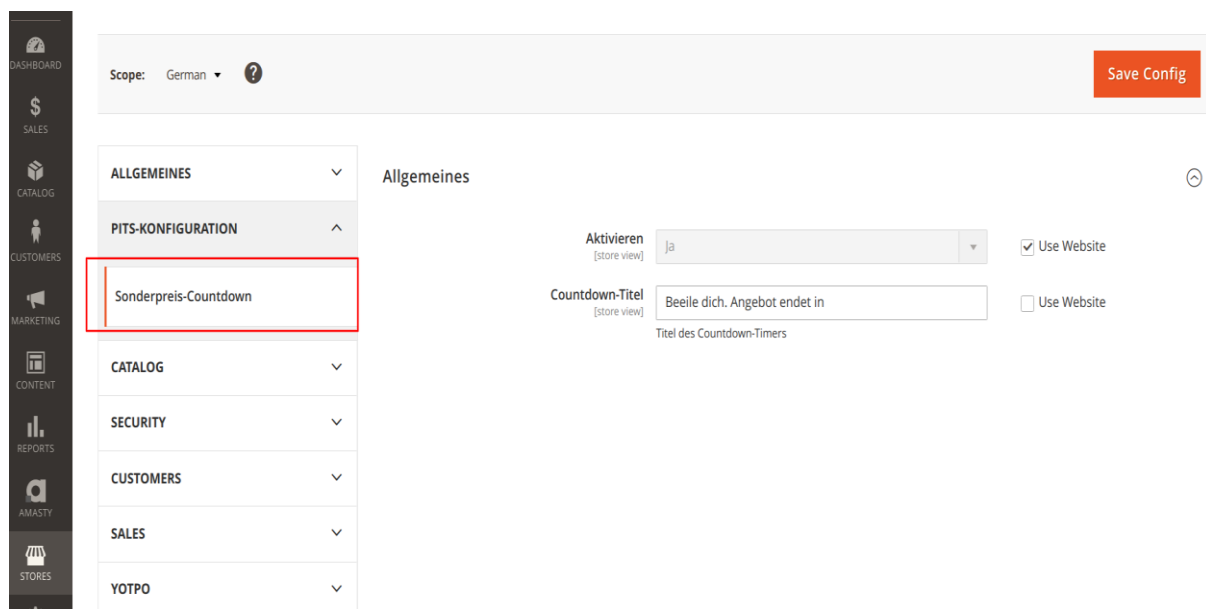 DASHBOARD
SALES
CATALOG
CUSTOMERS
MARKETING
CONTENT
REPORTS
AMASTY
STORES
Scope: German ?
Save Config
ALLGEMEINES
PITS-KONFIGURATION
Sonderpreis-Countdown
CATALOG
SECURITY
CUSTOMERS
SALES
YOTPO
Allgemeines
Aktivieren
[store view]
Ja
Use Website
Countdown-Titel
[store view]
Beeile dich. Angebot endet in
Use Website
Titel des Countdown-Timers